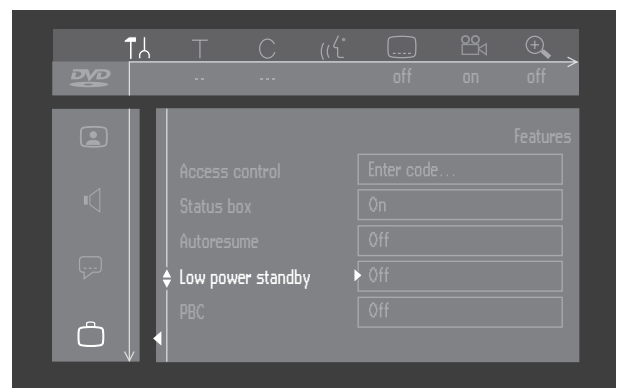 T C
DVD .. ... off on off
Features
Access control Enter code...
Status box On
Autoresume Off
Low power standby Off
PBC Off